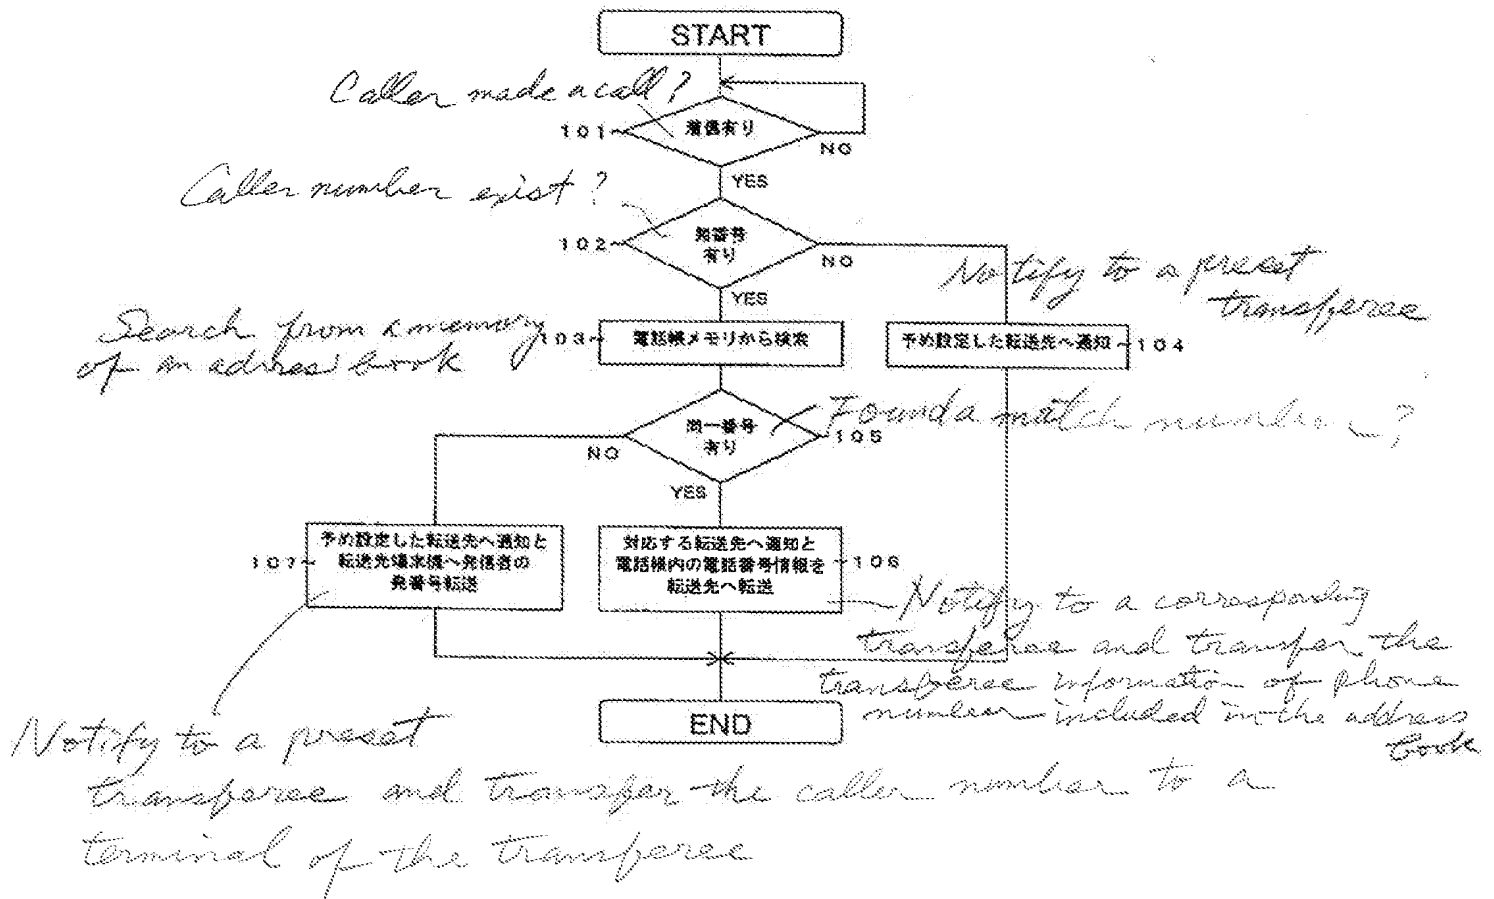 START
Caller made a call?
101
着信有り
NO
YES
Caller number exist?
102
発番号
有り
NO
YES
Notify to a preset
transferee
Search from a memory
of an adress book
103
電話帳メモリから検索
予め設定した転送先へ通知
104
同一番号
有り
105
Found a match number?
NO
YES
107
予め設定した転送先へ通知と
転送先端末機へ発信者の
発番号転送
対応する転送先へ通知と
電話帳内の電話番号情報を
転送先へ転送
106
Notify to a corresponding
transferee and transfer the
transferee information of phone
number included in the address
book
END
Notify to a preset
transferee and transfer the caller number to a
terminal of the transferee